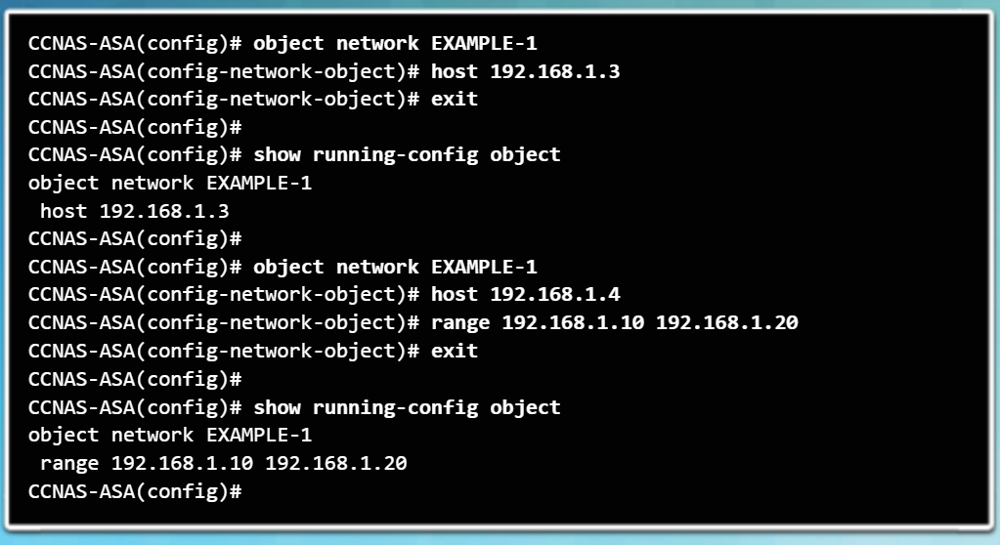 CCNAS-ASA(config)# object network EXAMPLE-1
CCNAS-ASA(config-network-object)# host 192.168.1.3
CCNAS-ASA(config-network-object)# exit
CCNAS-ASA(config)#
CCNAS-ASA(config)# show running-config object
object network EXAMPLE-1
 host 192.168.1.3
CCNAS-ASA(config)#
CCNAS-ASA(config)# object network EXAMPLE-1
CCNAS-ASA(config-network-object)# host 192.168.1.4
CCNAS-ASA(config-network-object)# range 192.168.1.10 192.168.1.20
CCNAS-ASA(config-network-object)# exit
CCNAS-ASA(config)#
CCNAS-ASA(config)# show running-config object
object network EXAMPLE-1
 range 192.168.1.10 192.168.1.20
CCNAS-ASA(config)#